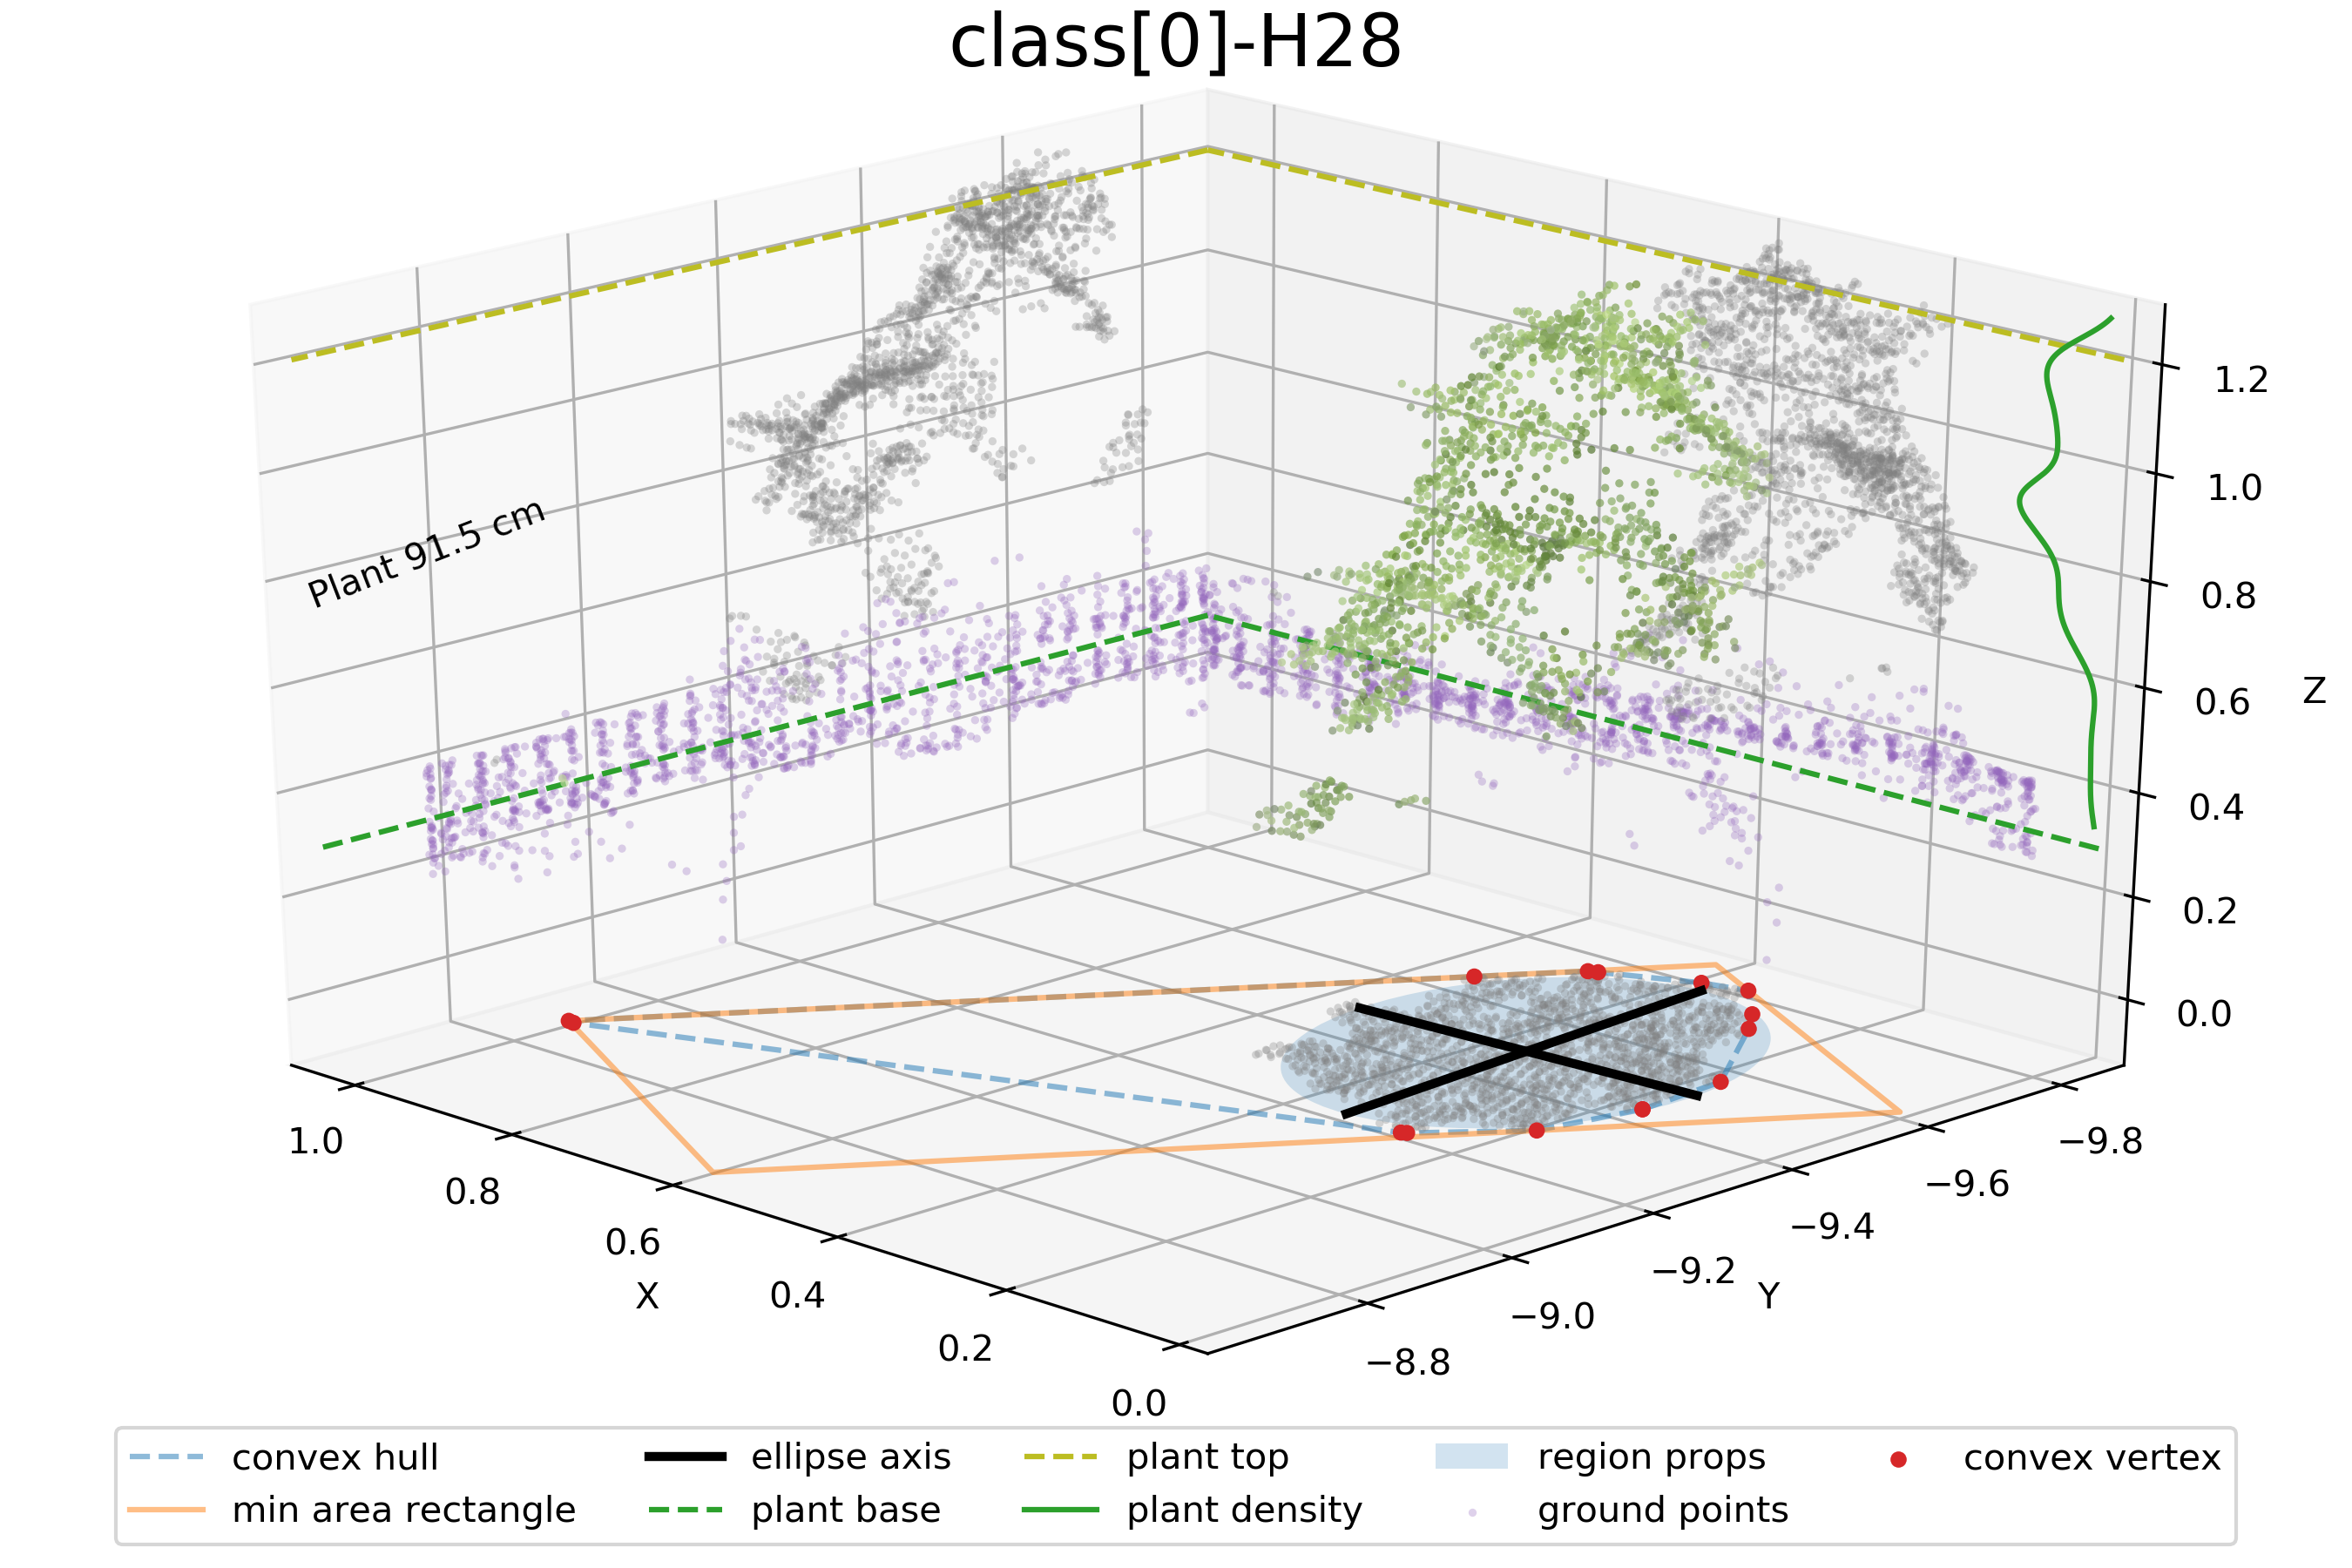 class[0]-H28
Plant 91.5 cm
1.2
1.0
0.8
0.6
0.4
0.2
0.0
Z
1.0
0.8
0.6
0.4
0.2
0.0
X
−9.8
−9.6
−9.4
−9.2
−9.0
−8.8
Y
convex hull
min area rectangle
ellipse axis
plant base
plant top
plant density
region props
ground points
convex vertex